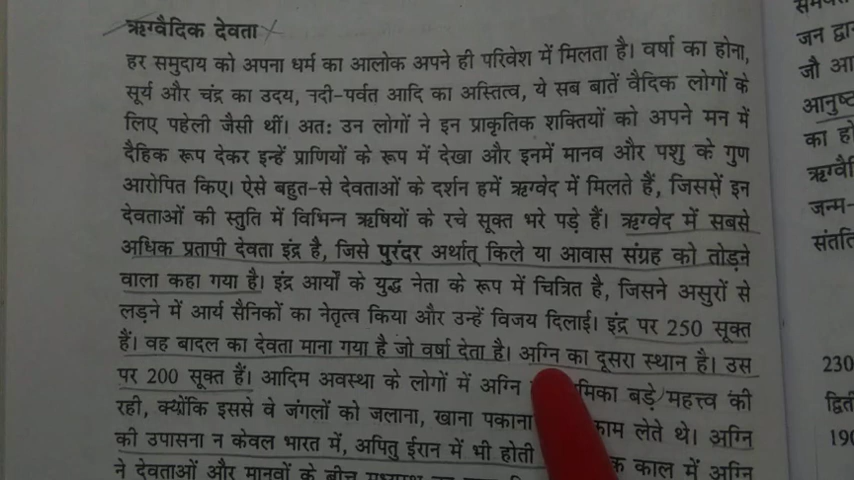 ऋग्वैदिक देवता
हर समुदाय को अपना धर्म का आलोक अपने ही परिवेश में मिलता है। वर्षा का होना,
सूर्य और चंद्र का उदय, नदी-पर्वत आदि का अस्तित्व, ये सब बातें वैदिक लोगों के
लिए पहेली जैसी थीं। अत: उन लोगों ने इन प्राकृतिक शक्तियों को अपने मन में
दैहिक रूप देकर इन्हें प्राणियों के रूप में देखा और इनमें मानव और पशु के गुण
आरोपित किए। ऐसे बहुत-से देवताओं के दर्शन हमें ऋग्वेद में मिलते हैं, जिसमें इन
देवताओं की स्तुति में विभिन्न ऋषियों के रचे सूक्त भरे पड़े हैं। ऋग्वेद में सबसे
अधिक प्रतापी देवता इंद्र है, जिसे पुरंदर अर्थात् किले या आवास संग्रह को तोड़ने
वाला कहा गया है। इंद्र आर्यों के युद्ध नेता के रूप में चित्रित है, जिसने असुरों से
लड़ने में आर्य सैनिकों का नेतृत्व किया और उन्हें विजय दिलाई। इंद्र पर 250 सूक्त
हैं। वह बादल का देवता माना गया है जो वर्षा देता है। अग्नि का दूसरा स्थान है। उस
पर 200 सूक्त हैं। आदिम अवस्था के लोगों में अग्नि बड़े महत्त्व की
रही, क्योंकि इससे वे जंगलों को जलाना, खाना पकाना काम लेते थे। अग्नि
की उपासना न केवल भारत में, अपितु ईरान में भी होती काल में अग्नि
ने देवताओं और मानवों के बीच
जन
जौ
का
जन्म-
230
190